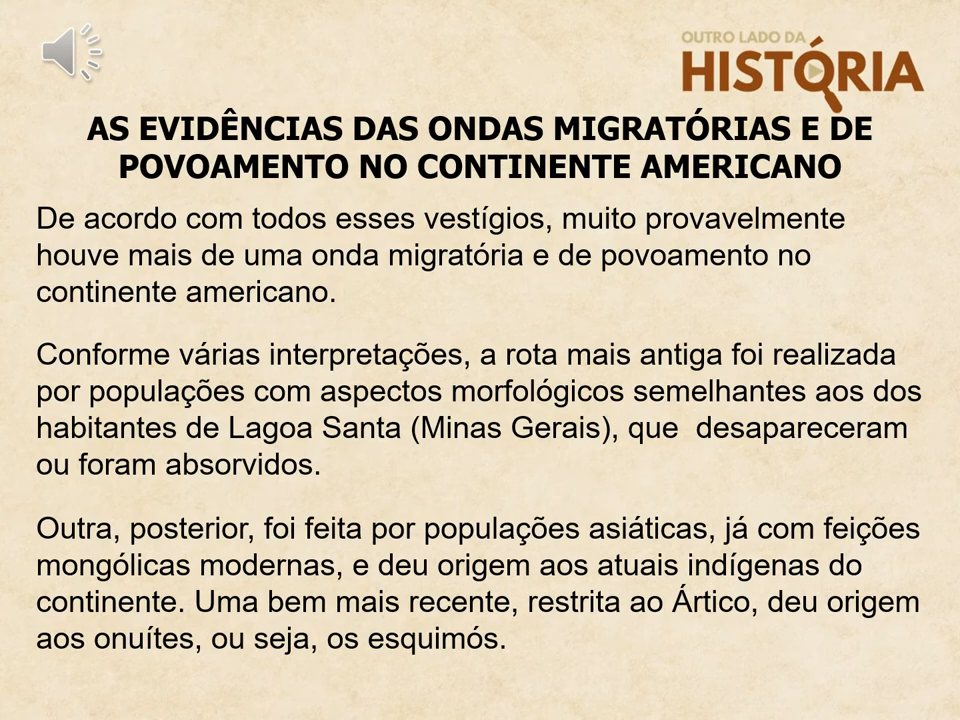 OUTRO LADO DA
HISTÓRIA
AS EVIDÊNCIAS DAS ONDAS MIGRATÓRIAS E DE
POVOAMENTO NO CONTINENTE AMERICANO
De acordo com todos esses vestígios, muito provavelmente
houve mais de uma onda migratória e de povoamento no
continente americano.
Conforme várias interpretações, a rota mais antiga foi realizada
por populações com aspectos morfológicos semelhantes aos dos
habitantes de Lagoa Santa (Minas Gerais), que  desapareceram
ou foram absorvidos.
Outra, posterior, foi feita por populações asiáticas, já com feições
mongólicas modernas, e deu origem aos atuais indígenas do
continente. Uma bem mais recente, restrita ao Ártico, deu origem
aos onuítes, ou seja, os esquimós.